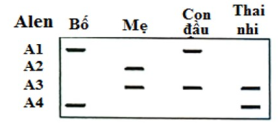 Alen Bố Mẹ Con đầu Thai nhi
A1
A2
A3
A4